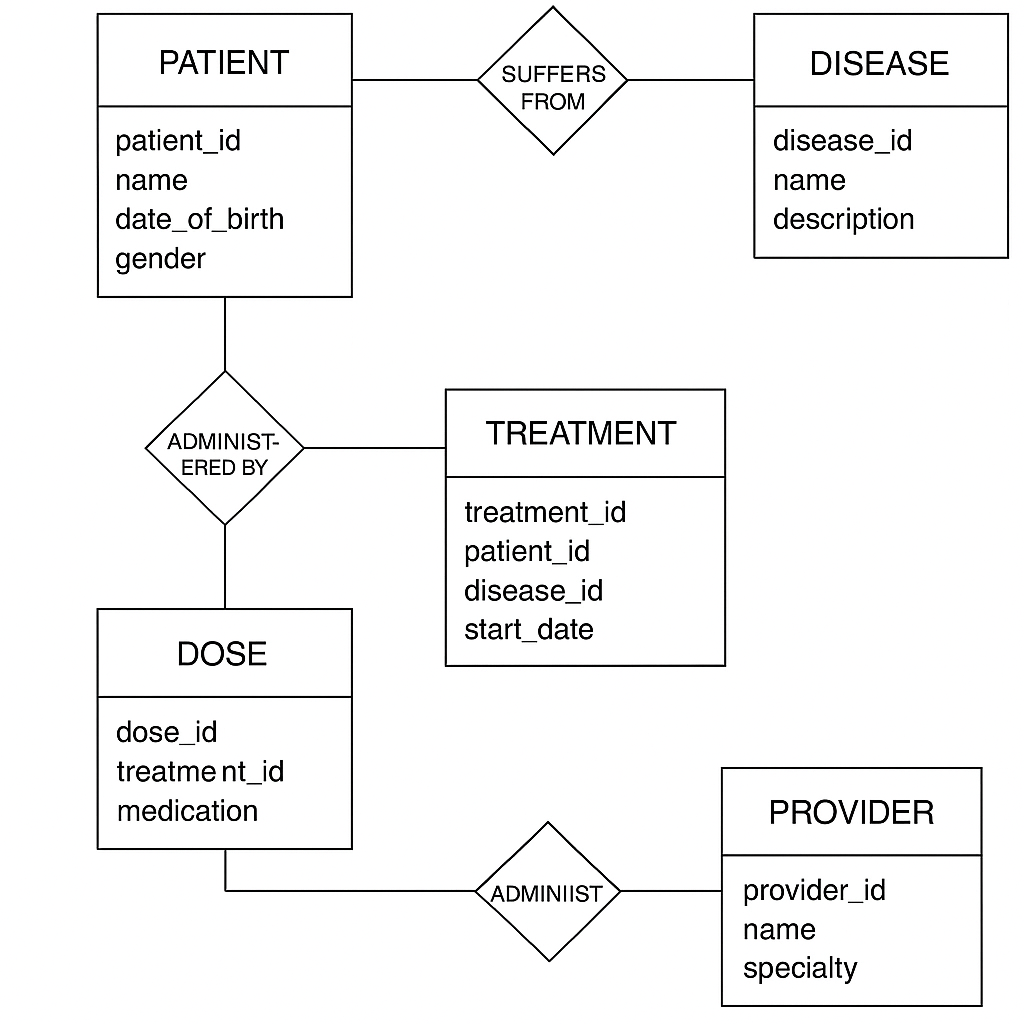 PATIENT
patient_id
name
date_of_birth
gender
SUFFERS
FROM
DISEASE
disease_id
name
description
ADMINIST-
ERED BY
TREATMENT
treatment_id
patient_id
disease_id
start_date
DOSE
dose_id
treatme nt_id
medication
ADMINIIST
PROVIDER
provider_id
name
specialty